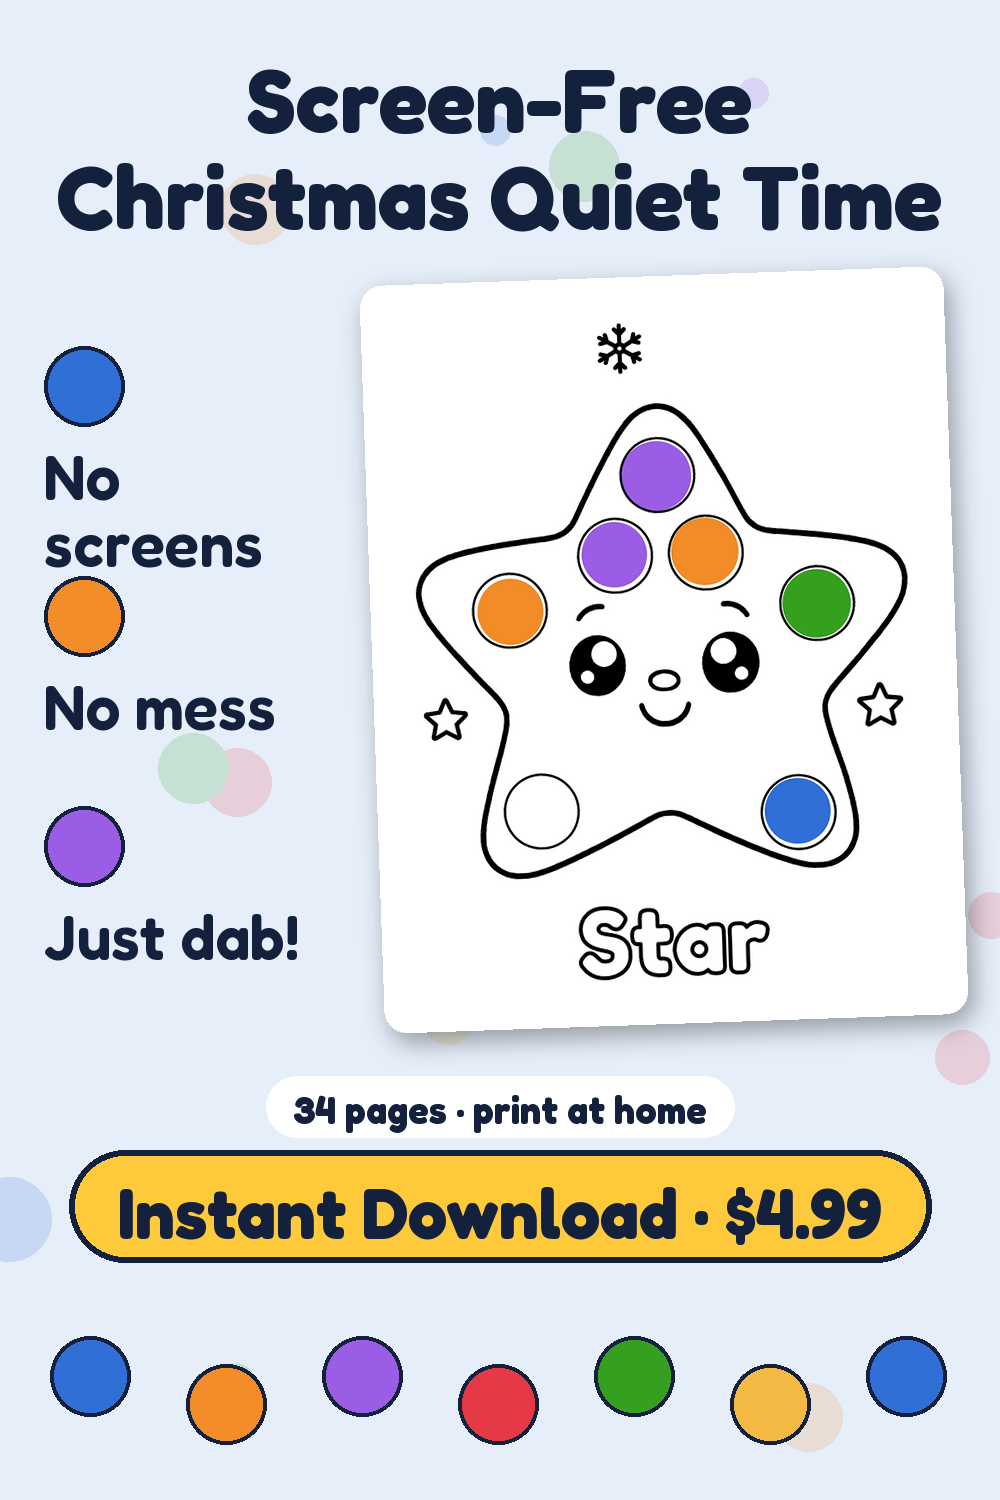 Screen-Free
Christmas Quiet Time
No
screens
No mess
Just dab!
Star
34 pages · print at home
Instant Download · $4.99